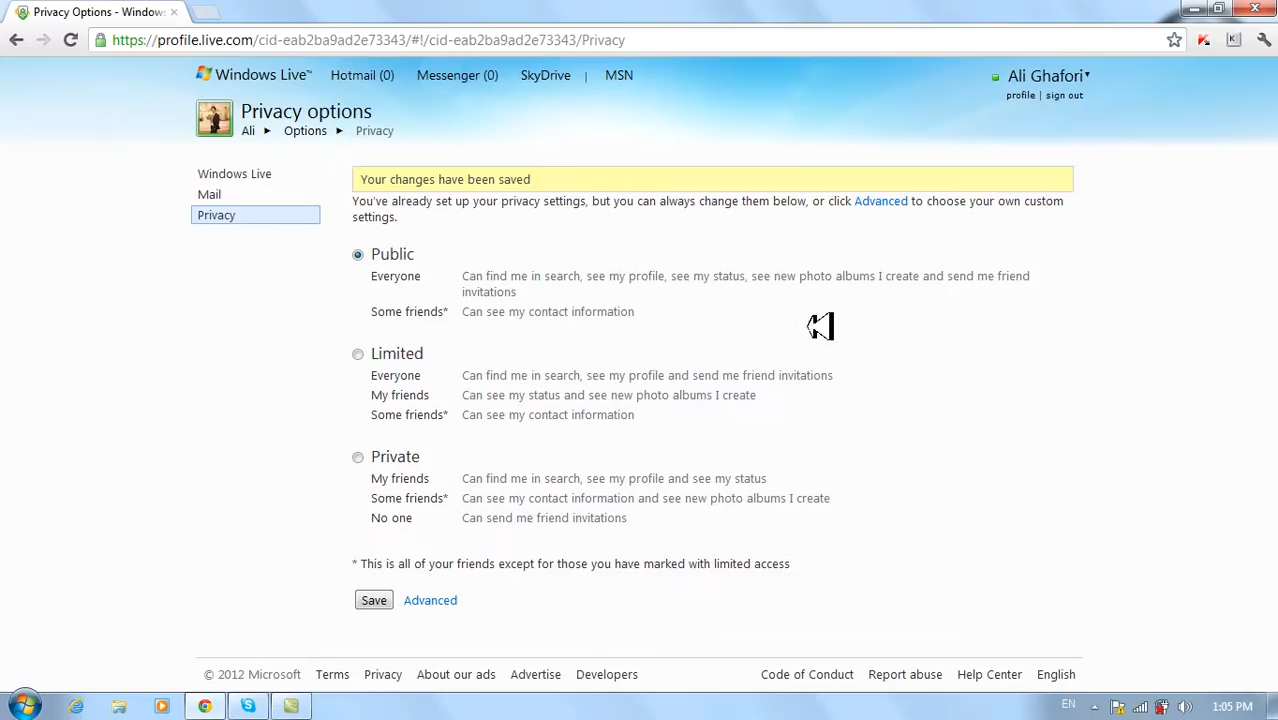 Privacy Options - Windows
https://profile.live.com/cid-eab2ba9ad2e73343/#!/cid-eab2ba9ad2e73343/Privacy
Windows Live™ Hotmail (0) Messenger (0) SkyDrive | MSN Ali Ghafori
profile | sign out
Privacy options
Ali ► Options ► Privacy
Windows Live
Mail
Privacy
Your changes have been saved
You've already set up your privacy settings, but you can always change them below, or click Advanced to choose your own custom
settings.
Public
Everyone Can find me in search, see my profile, see my status, see new photo albums I create and send me friend
invitations
Some friends* Can see my contact information
Limited
Everyone Can find me in search, see my profile and send me friend invitations
My friends Can see my status and see new photo albums I create
Some friends* Can see my contact information
Private
My friends Can find me in search, see my profile and see my status
Some friends* Can see my contact information and see new photo albums I create
No one Can send me friend invitations
* This is all of your friends except for those you have marked with limited access
Save Advanced
© 2012 Microsoft Terms Privacy About our ads Advertise Developers Code of Conduct Report abuse Help Center English
EN 1:05 PM